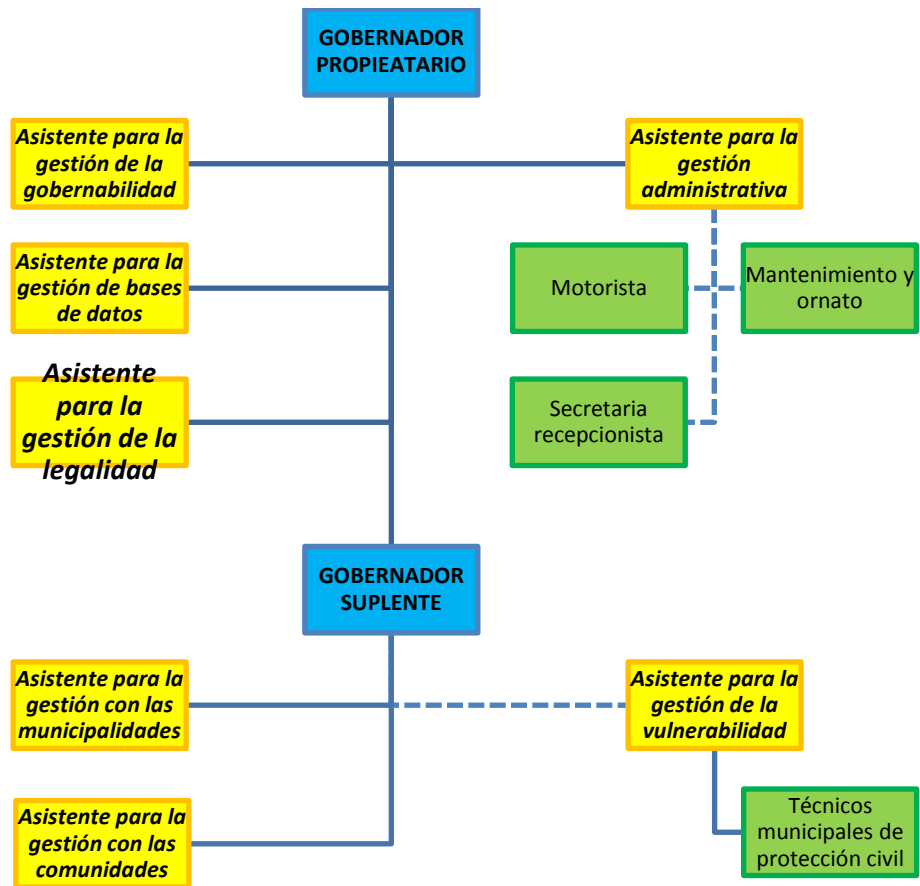 GOBERNADOR
PROPIEATARIO
Asistente para la
gestión de la
gobernabilidad
Asistente para la
gestión
administrativa
Asistente para la
gestión de bases
de datos
Motorista
Mantenimiento y
ornato
Asistente
para la
gestión de la
legalidad
Secretaria
recepcionista
GOBERNADOR
SUPLENTE
Asistente para la
gestión con las
municipalidades
Asistente para la
gestión de la
vulnerabilidad
Asistente para la
gestión con las
comunidades
Técnicos
municipales de
protección civil